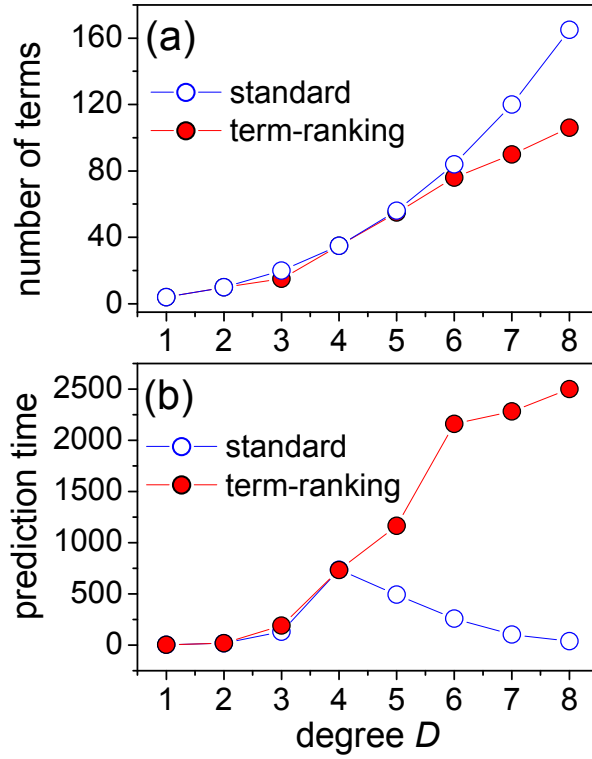 (a)
160
120
80
40
0
number of terms
standard
term-ranking
1 2 3 4 5 6 7 8
(b)
2500
2000
1500
1000
500
0
prediction time
standard
term-ranking
1 2 3 4 5 6 7 8
degree D